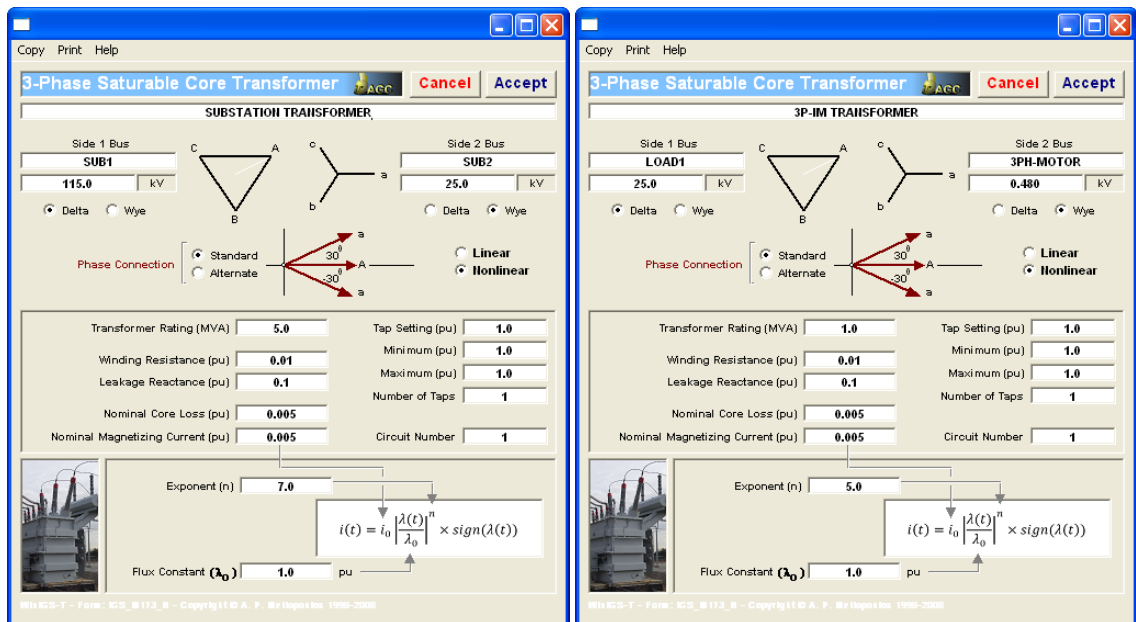 Copy Print Help
3-Phase Saturable Core Transformer AGC Cancel Accept
SUBSTATION TRANSFORMER
Side 1 Bus
SUB1
115.0 kV
Delta Wye
C A
B
c
a
b
Side 2 Bus
SUB2
25.0 kV
Delta Wye
Phase Connection
Standard
Alternate
a
30⁰
A
-30⁰
a
Linear
Nonlinear
Transformer Rating (MVA) 5.0
Winding Resistance (pu) 0.01
Leakage Reactance (pu) 0.1
Nominal Core Loss (pu) 0.005
Nominal Magnetizing Current (pu) 0.005
Tap Setting (pu) 1.0
Minimum (pu) 1.0
Maximum (pu) 1.0
Number of Taps 1
Circuit Number 1
Exponent (n) 7.0
i(t) = i₀ |λ(t)/λ₀|ⁿ × sign(λ(t))
Flux Constant (λ₀) 1.0 pu
Copy Print Help
3-Phase Saturable Core Transformer AGC Cancel Accept
3P-IM TRANSFORMER
Side 1 Bus
LOAD1
25.0 kV
Delta Wye
C A
B
c
a
b
Side 2 Bus
3PH-MOTOR
0.480 kV
Delta Wye
Phase Connection
Standard
Alternate
a
30⁰
A
-30⁰
a
Linear
Nonlinear
Transformer Rating (MVA) 1.0
Winding Resistance (pu) 0.01
Leakage Reactance (pu) 0.1
Nominal Core Loss (pu) 0.005
Nominal Magnetizing Current (pu) 0.005
Tap Setting (pu) 1.0
Minimum (pu) 1.0
Maximum (pu) 1.0
Number of Taps 1
Circuit Number 1
Exponent (n) 5.0
i(t) = i₀ |λ(t)/λ₀|ⁿ × sign(λ(t))
Flux Constant (λ₀) 1.0 pu